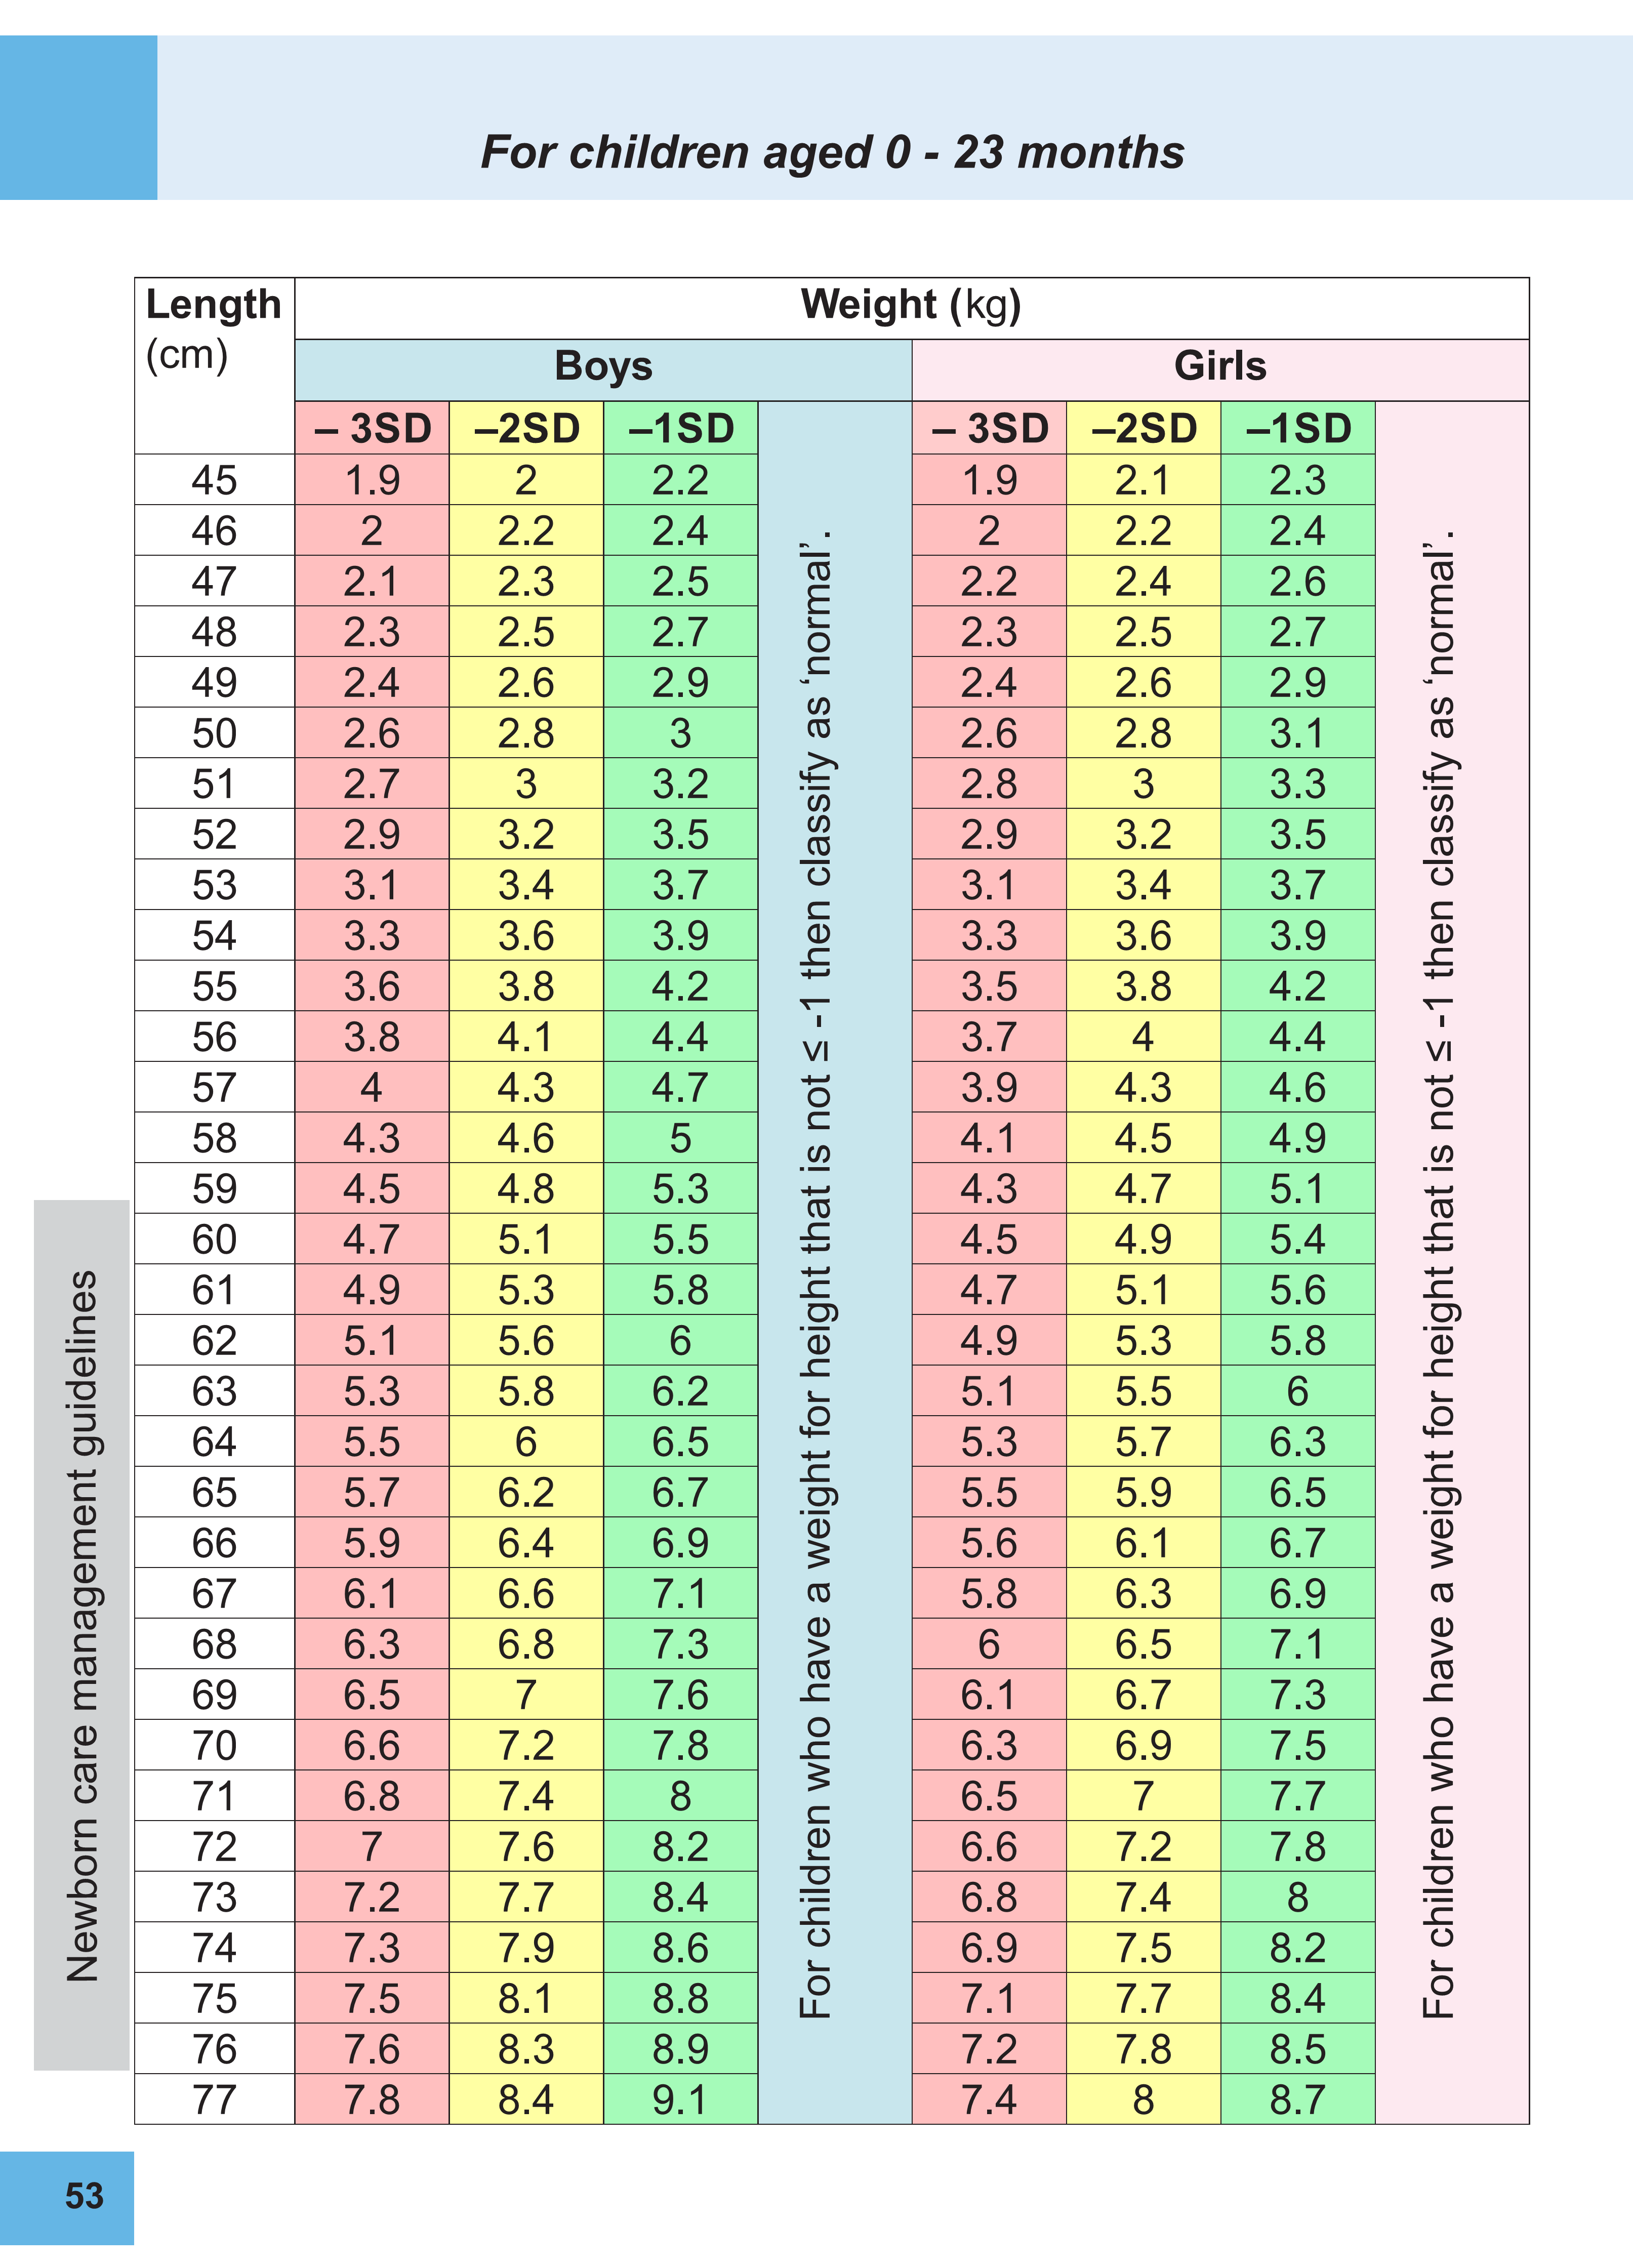 For children aged 0 - 23 months
Length (cm) Weight (kg)
Boys Girls
– 3SD –2SD –1SD – 3SD –2SD –1SD
45 1.9 2 2.2 1.9 2.1 2.3
46 2 2.2 2.4 2 2.2 2.4
47 2.1 2.3 2.5 2.2 2.4 2.6
48 2.3 2.5 2.7 2.3 2.5 2.7
49 2.4 2.6 2.9 2.4 2.6 2.9
50 2.6 2.8 3 2.6 2.8 3.1
51 2.7 3 3.2 2.8 3 3.3
52 2.9 3.2 3.5 2.9 3.2 3.5
53 3.1 3.4 3.7 3.1 3.4 3.7
54 3.3 3.6 3.9 3.3 3.6 3.9
55 3.6 3.8 4.2 3.5 3.8 4.2
56 3.8 4.1 4.4 3.7 4 4.4
57 4 4.3 4.7 3.9 4.3 4.6
58 4.3 4.6 5 4.1 4.5 4.9
59 4.5 4.8 5.3 4.3 4.7 5.1
60 4.7 5.1 5.5 4.5 4.9 5.4
61 4.9 5.3 5.8 4.7 5.1 5.6
62 5.1 5.6 6 4.9 5.3 5.8
63 5.3 5.8 6.2 5.1 5.5 6
64 5.5 6 6.5 5.3 5.7 6.3
65 5.7 6.2 6.7 5.5 5.9 6.5
66 5.9 6.4 6.9 5.6 6.1 6.7
67 6.1 6.6 7.1 5.8 6.3 6.9
68 6.3 6.8 7.3 6 6.5 7.1
69 6.5 7 7.6 6.1 6.7 7.3
70 6.6 7.2 7.8 6.3 6.9 7.5
71 6.8 7.4 8 6.5 7 7.7
72 7 7.6 8.2 6.6 7.2 7.8
73 7.2 7.7 8.4 6.8 7.4 8
74 7.3 7.9 8.6 6.9 7.5 8.2
75 7.5 8.1 8.8 7.1 7.7 8.4
76 7.6 8.3 8.9 7.2 7.8 8.5
77 7.8 8.4 9.1 7.4 8 8.7
For children who have a weight for height that is not ≤ -1 then classify as ‘normal’.
For children who have a weight for height that is not ≤ -1 then classify as ‘normal’.
Newborn care management guidelines
53